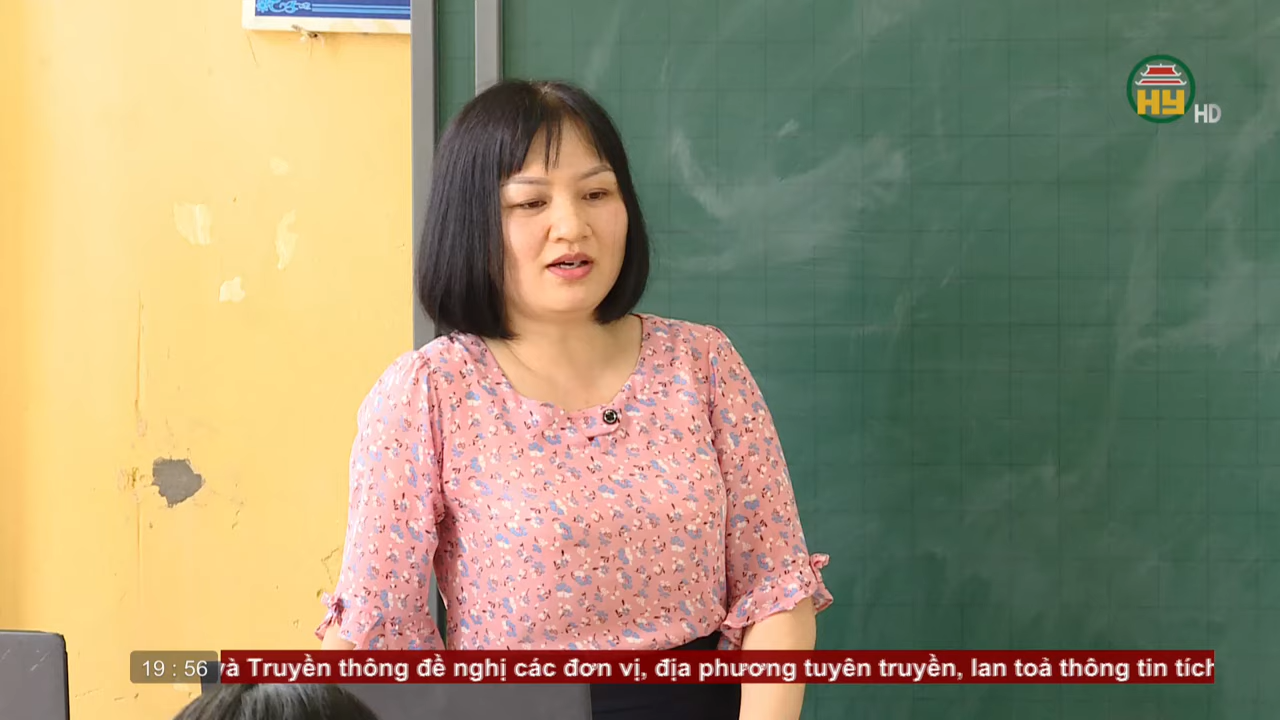 HY
HD
19 : 56
và Truyền thông đề nghị các đơn vị, địa phương tuyên truyền, lan toả thông tin tích